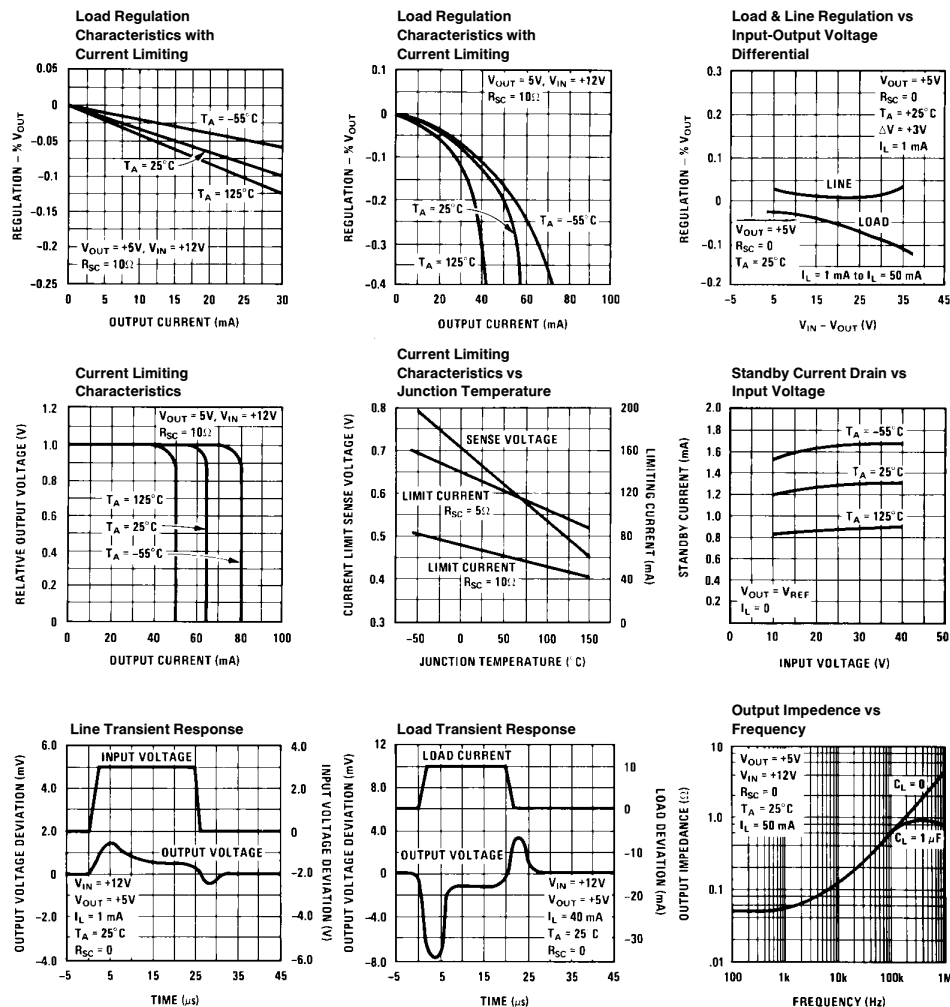 Load Regulation
Characteristics with
Current Limiting
0.05
0
-0.05
-0.1
-0.15
-0.2
-0.25
REGULATION – % VOUT
TA = –55°C
TA = 25°C
TA = 125°C
VOUT = +5V, VIN = +12V
RSC = 10Ω
0 5 10 15 20 25 30
OUTPUT CURRENT (mA)
Load Regulation
Characteristics with
Current Limiting
0.1
0
-0.1
-0.2
-0.3
-0.4
REGULATION – % VOUT
VOUT = 5V, VIN = +12V
RSC = 10Ω
TA = 25°C
TA = –55°C
TA = 125°C
0 20 40 60 80 100
OUTPUT CURRENT (mA)
Load & Line Regulation vs
Input-Output Voltage
Differential
0.3
0.2
0.1
0
-0.1
-0.2
REGULATION – % VOUT
VOUT = +5V
RSC = 0
TA = +25°C
ΔV = +3V
IL = 1 mA
LINE
LOAD
VOUT = +5V
RSC = 0
TA = 25°C
IL = 1 mA to IL = 50 mA
-5 5 15 25 35 45
VIN – VOUT (V)
Current Limiting
Characteristics
1.2
1.0
0.8
0.6
0.4
0.2
0
RELATIVE OUTPUT VOLTAGE (V)
VOUT = 5V, VIN = +12V
RSC = 10Ω
TA = 125°C
TA = 25°C
TA = –55°C
0 20 40 60 80 100
OUTPUT CURRENT (mA)
Current Limiting
Characteristics vs
Junction Temperature
0.8
0.7
0.6
0.5
0.4
0.3
CURRENT LIMIT SENSE VOLTAGE (V)
200
160
120
80
40
0
LIMITING CURRENT (mA)
SENSE VOLTAGE
LIMIT CURRENT
RSC = 5Ω
LIMIT CURRENT
RSC = 10Ω
-50 0 50 100 150
JUNCTION TEMPERATURE (°C)
Standby Current Drain vs
Input Voltage
2.0
1.8
1.6
1.4
1.2
1.0
0.8
0.6
0.4
0.2
STANDBY CURRENT (mA)
TA = –55°C
TA = 25°C
TA = 125°C
VOUT = VREF
IL = 0
0 10 20 30 40 50
INPUT VOLTAGE (V)
Line Transient Response
6.0
4.0
2.0
0
-2.0
-4.0
OUTPUT VOLTAGE DEVIATION (mV)
4.0
2.0
0
-2.0
-4.0
-6.0
INPUT VOLTAGE DEVIATION (V)
INPUT VOLTAGE
OUTPUT VOLTAGE
VIN = +12V
VOUT = +5V
IL = 1 mA
TA = 25°C
RSC = 0
-5 5 15 25 35 45
TIME (μs)
Load Transient Response
12
10
8.0
4.0
0
-4.0
-8.0
OUTPUT VOLTAGE DEVIATION (mV)
10
0
-10
-20
-30
LOAD DEVIATION (mA)
LOAD CURRENT
OUTPUT VOLTAGE
VIN = +12V
VOUT = +5V
IL = 40 mA
TA = 25 C
RSC = 0
-5 5 15 25 35 45
TIME (μs)
Output Impedance vs
Frequency
10
1.0
0.1
.01
OUTPUT IMPEDANCE (Ω)
VOUT = +5V
VIN = +12V
RSC = 0
TA = 25°C
IL = 50 mA
CL = 0
CL = 1 μF
100 1k 10k 100k 1M
FREQUENCY (Hz)